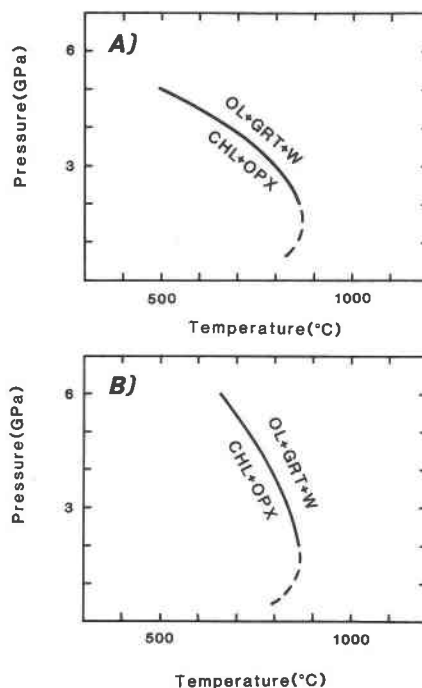 A)
6
3
Pressure(GPa)
OL+GRT+W
CHL+OPX
500
1000
Temperature(°C)
B)
6
3
Pressure(GPa)
OL+GRT+W
CHL+OPX
500
1000
Temperature(°C)